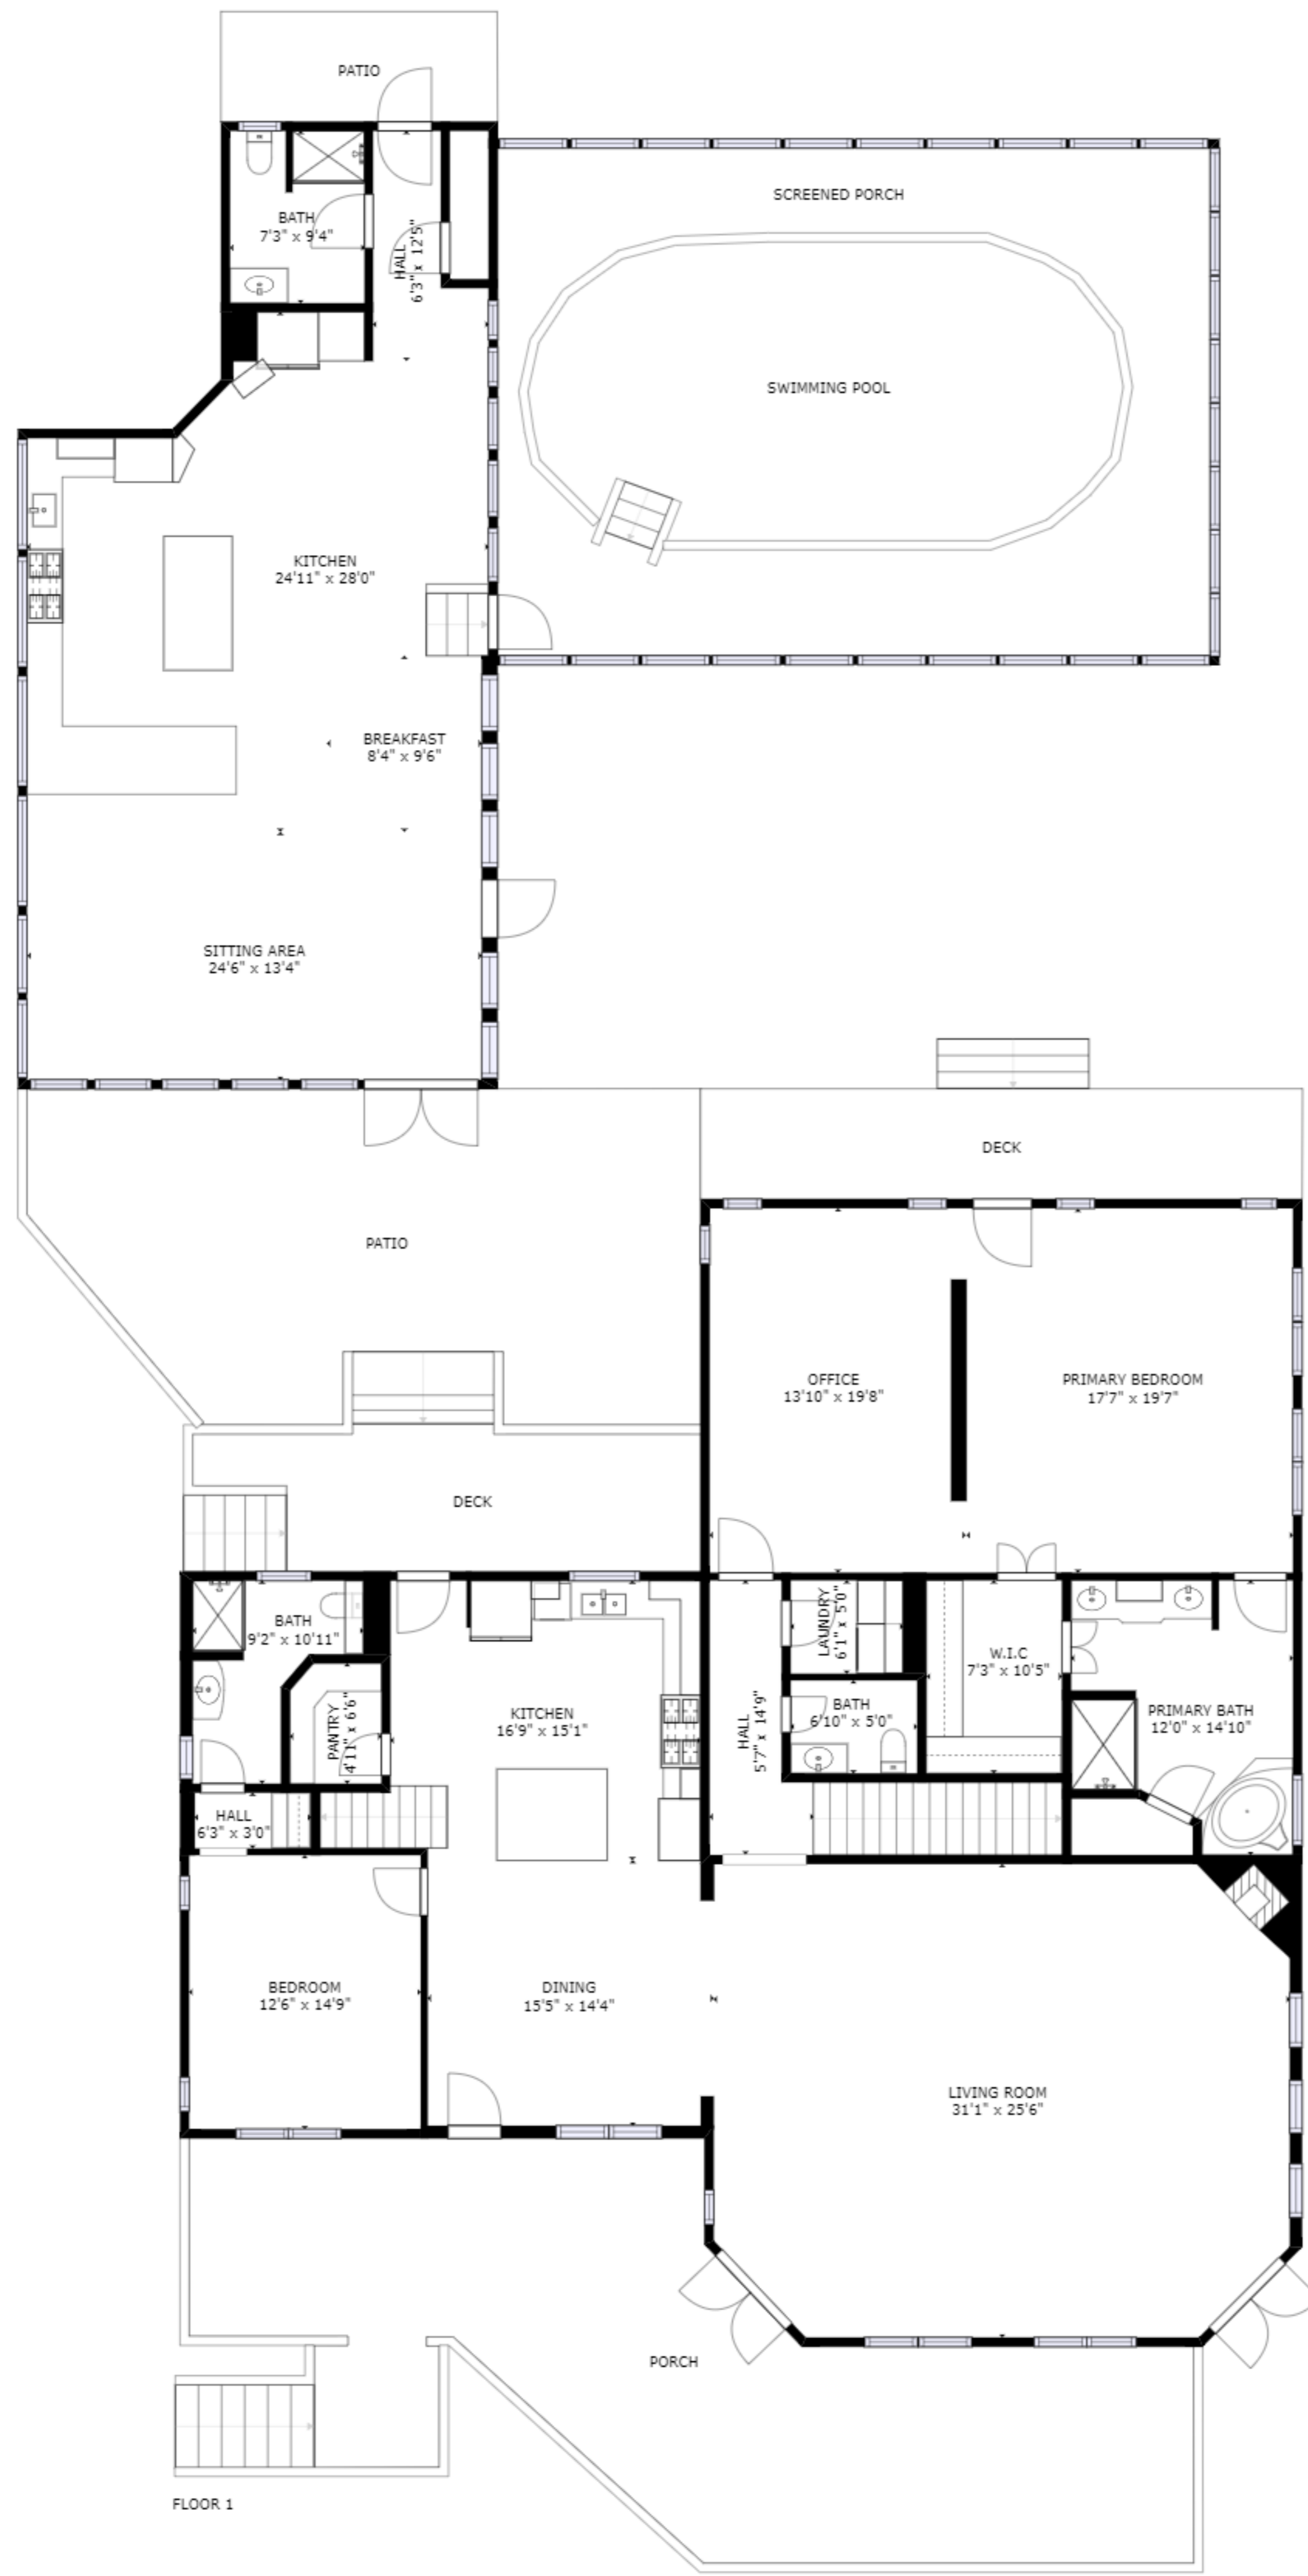 PATIO
SCREENED PORCH
BATH
7'3" x 9'4"
HALL
6'3" x 12'5"
SWIMMING POOL
KITCHEN
24'11" x 28'0"
BREAKFAST
8'4" x 9'6"
SITTING AREA
24'6" x 13'4"
DECK
PATIO
OFFICE
13'10" x 19'8"
PRIMARY BEDROOM
17'7" x 19'7"
DECK
BATH
9'2" x 10'11"
LAUNDRY
6'1" x 5'0"
W.I.C
7'3" x 10'5"
PANTRY
4'11" x 6'6"
KITCHEN
16'9" x 15'1"
HALL
5'7" x 14'9"
BATH
6'10" x 5'0"
PRIMARY BATH
12'0" x 14'10"
HALL
6'3" x 3'0"
BEDROOM
12'6" x 14'9"
DINING
15'5" x 14'4"
LIVING ROOM
31'1" x 25'6"
PORCH
FLOOR 1